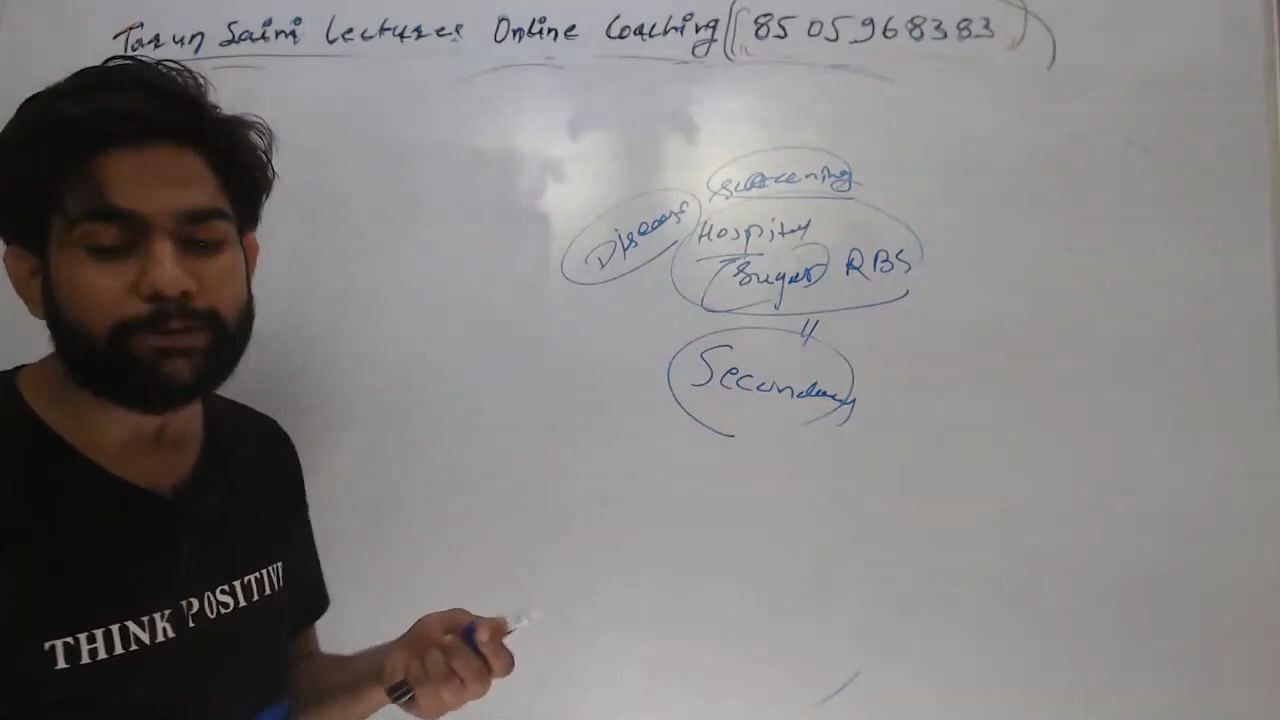 Tarun Saini Lectures Online Coaching (8505968383)
Screening
Disease
Hospital
Sugar RBS
Secondary
THINK POSITIVE